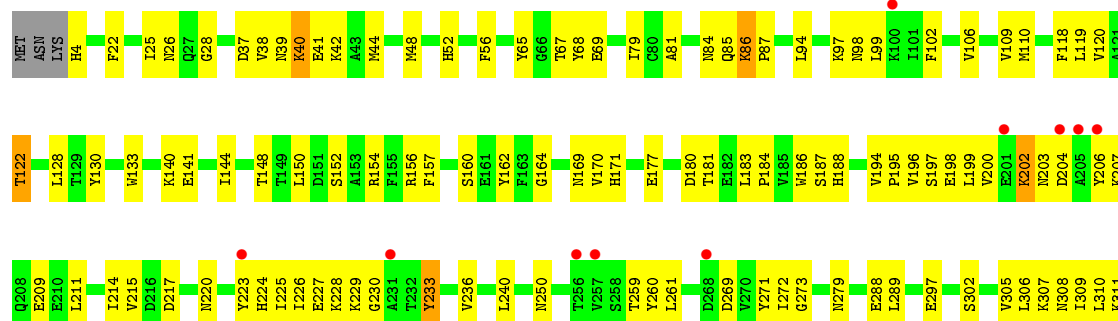 MET ASN LYS H4 F22 I25 N26 Q27 G28 D37 V38 N39 K40 E41 K42 A43 M44 M48 H52 F56 Y65 G66 T67 Y68 E69 I79 C80 A81 N84 Q85 K86 P87 L94 K97 N98 L99 K100 I101 F102 V106 V109 M110 F118 L119 V120 A121
T122 L128 T129 Y130 W133 K140 E141 I144 T148 T149 L150 D151 S152 A153 R154 F155 R156 F157 S160 E161 Y162 F163 G164 N169 V170 H171 E177 D180 T181 E182 L183 P184 V185 W186 S187 H188 V194 P195 V196 S197 E198 L199 V200 E201 K202 N203 D204 A205 Y206 K207
Q208 E209 E210 L211 I214 V215 D216 D217 N220 Y223 H224 I225 I226 E227 K228 K229 G230 A231 T232 Y233 V236 L240 N250 T256 V257 S258 T259 Y260 L261 D268 D269 V270 Y271 I272 G273 N279 E288 L289 E297 S302 V305 L306 K307 N308 I309 L310